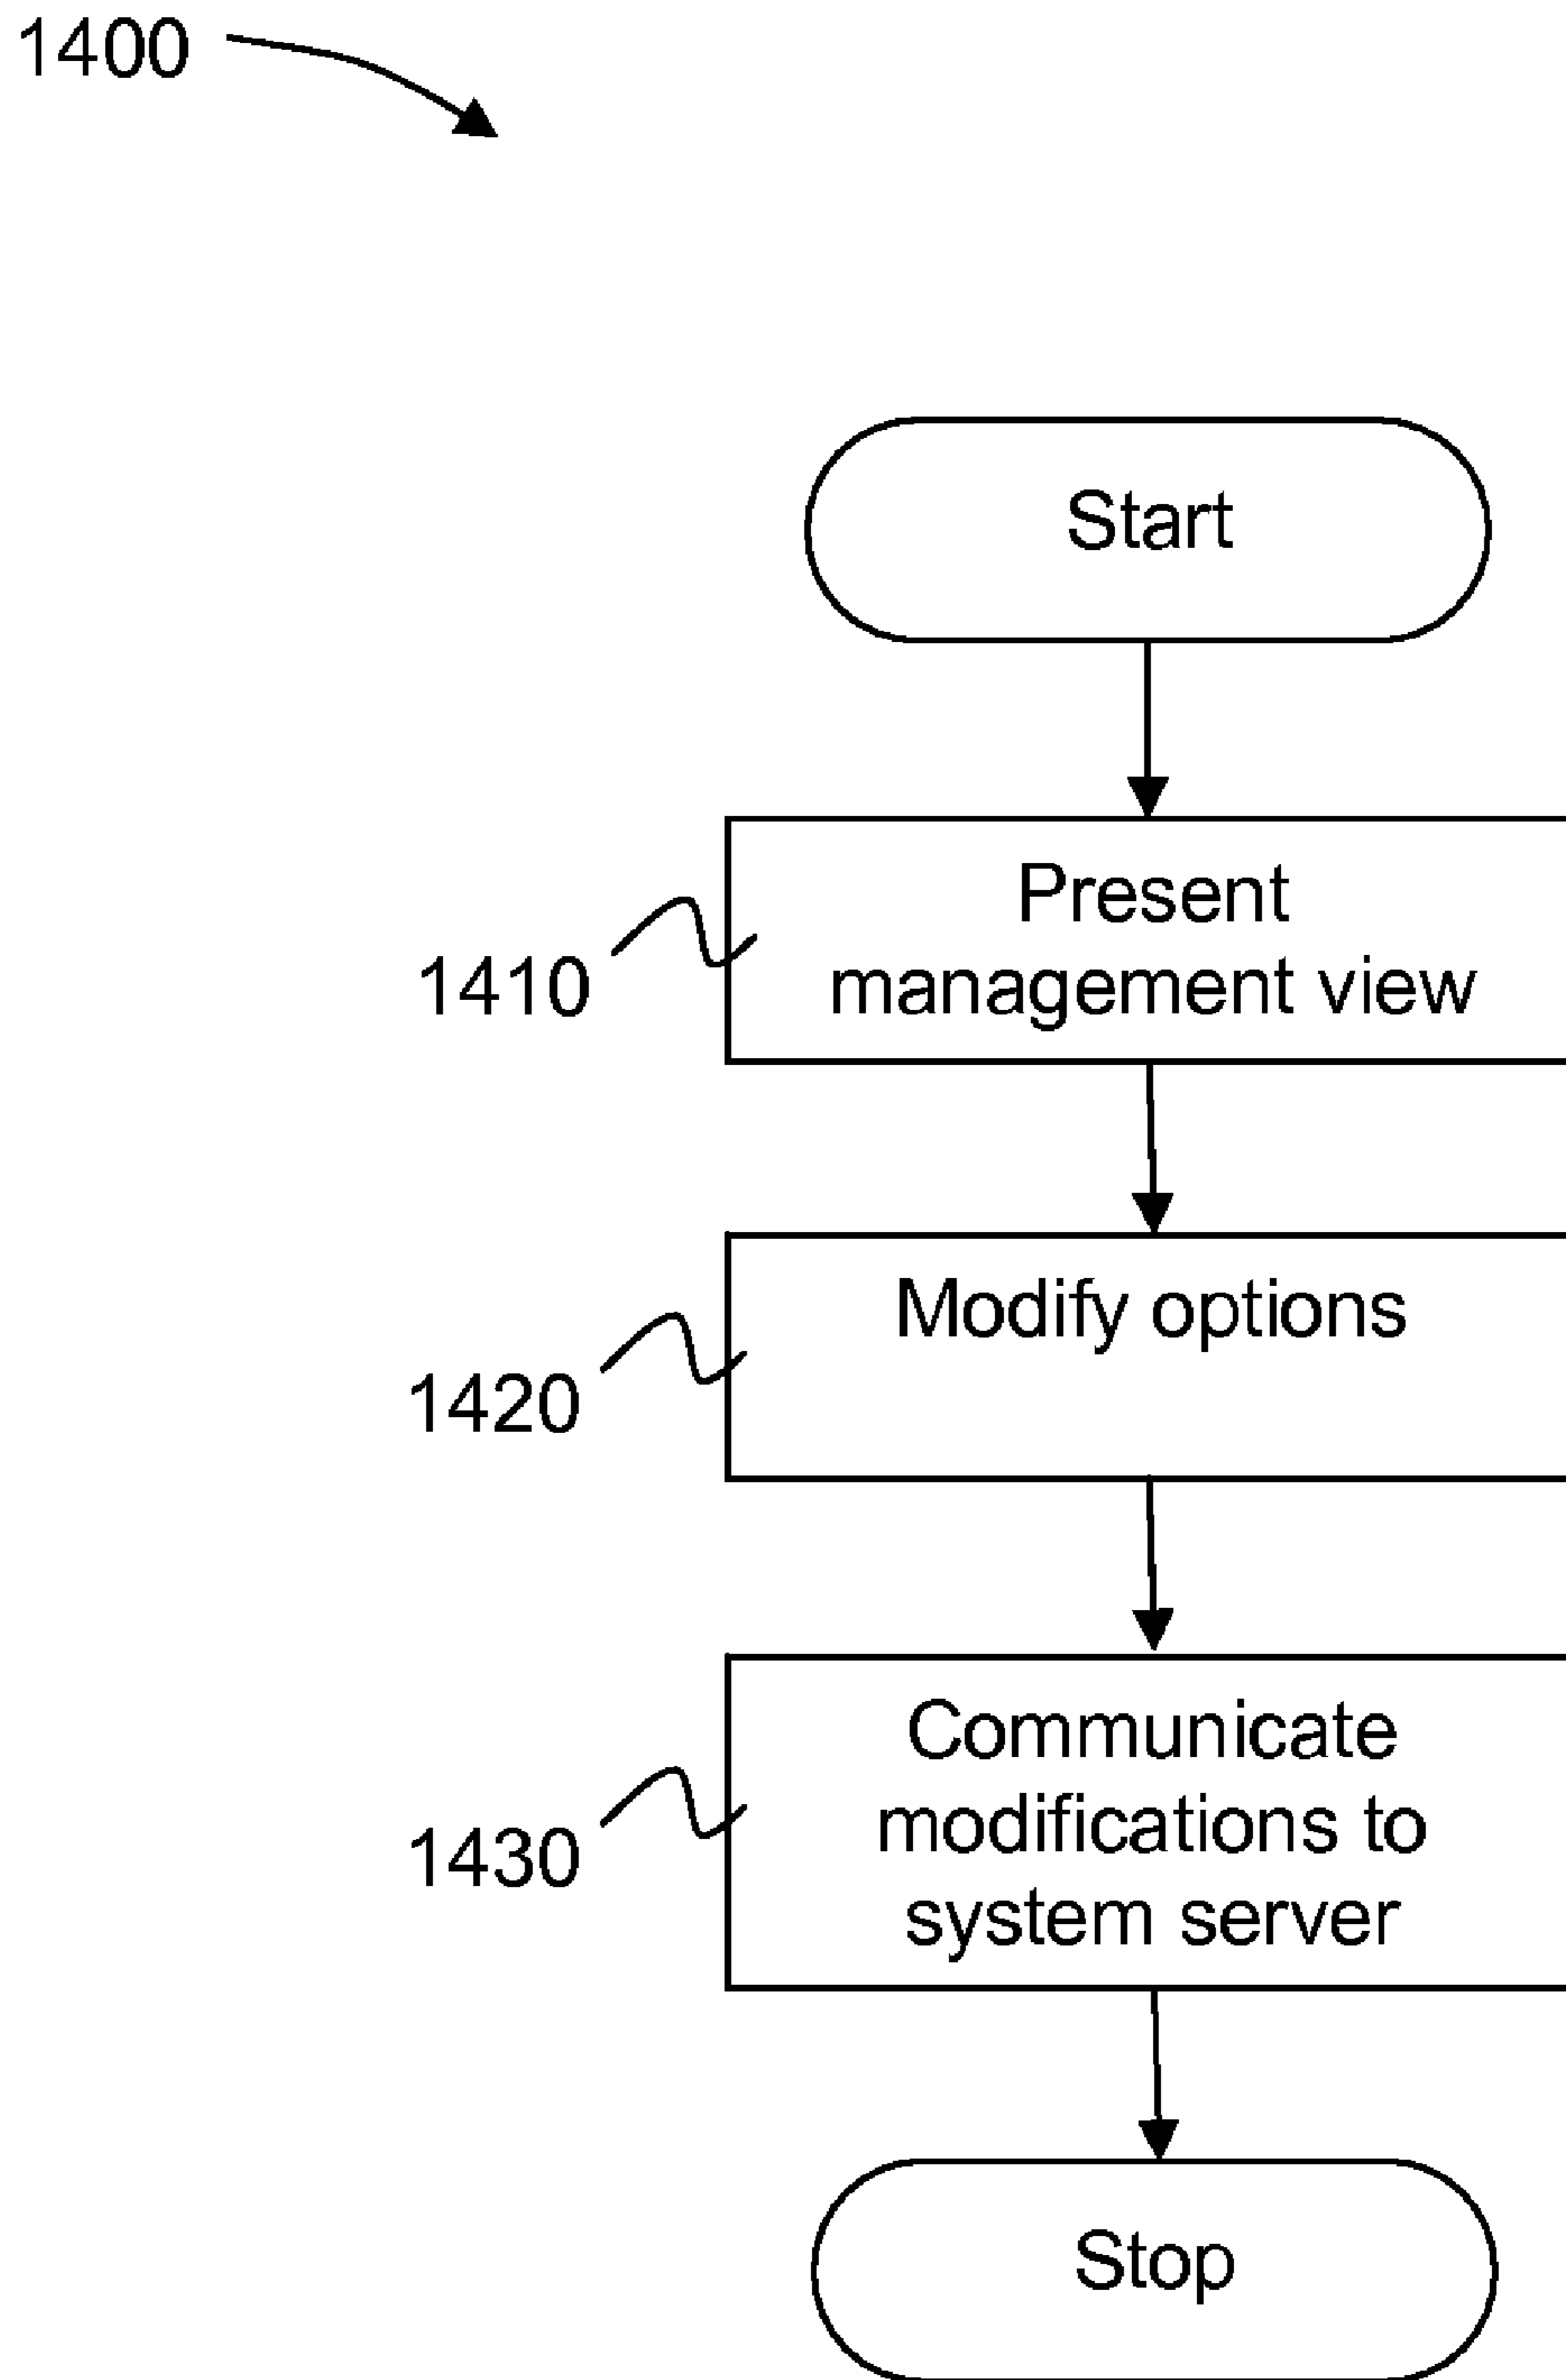 1400
Start
Present
management view
1410
Modify options
1420
Communicate
modifications to
system server
1430
Stop